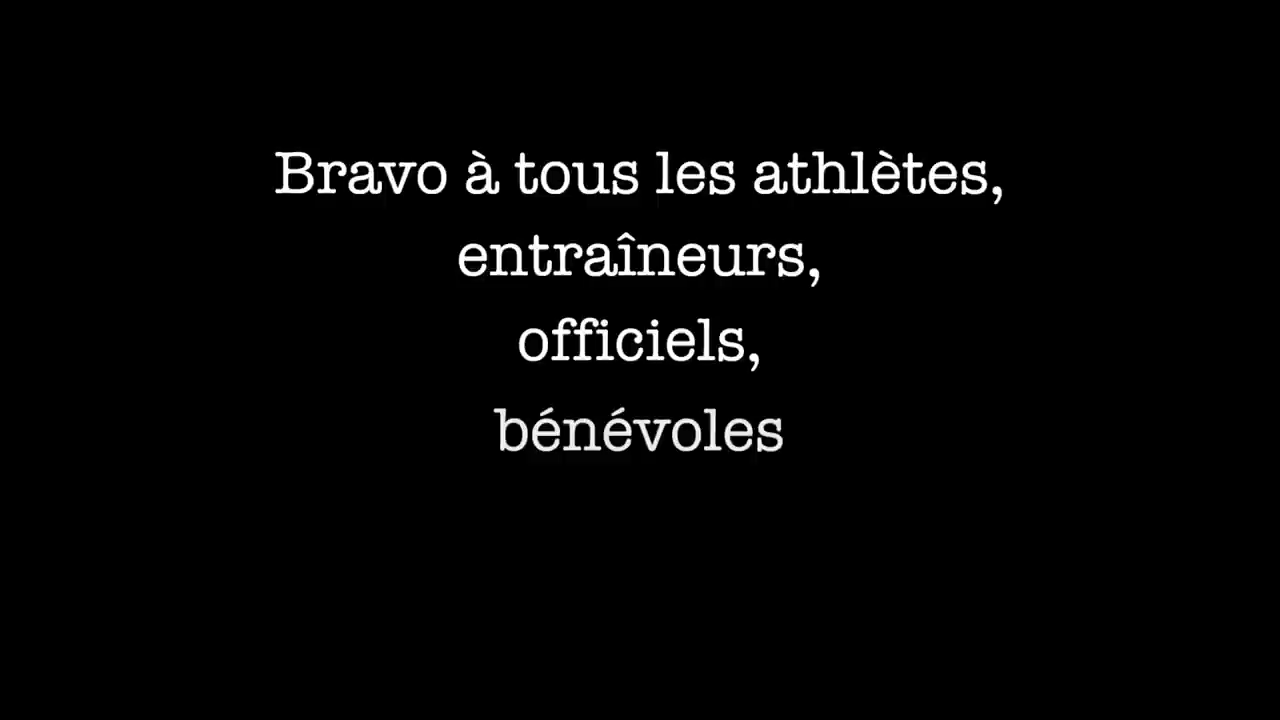 Bravo à tous les athlètes,
entraîneurs,
officiels,
bénévoles